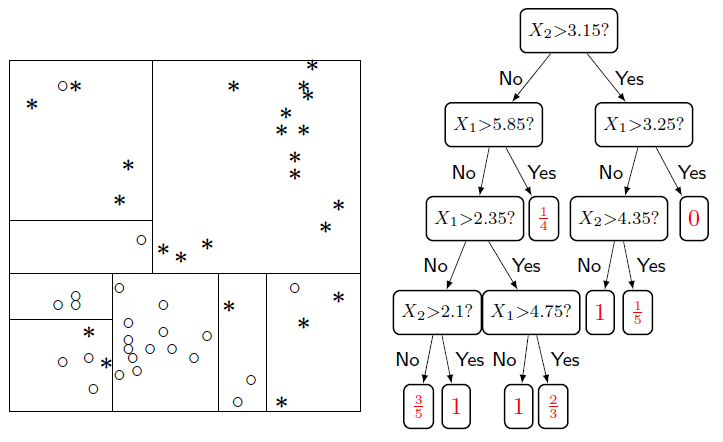 X₂>3.15?
No Yes
X₁>5.85? X₁>3.25?
No Yes No Yes
X₁>2.35? 1/4 X₂>4.35? 0
No Yes No Yes
X₂>2.1? X₁>4.75? 1 1/5
No Yes No Yes
3/5 1 1 2/3